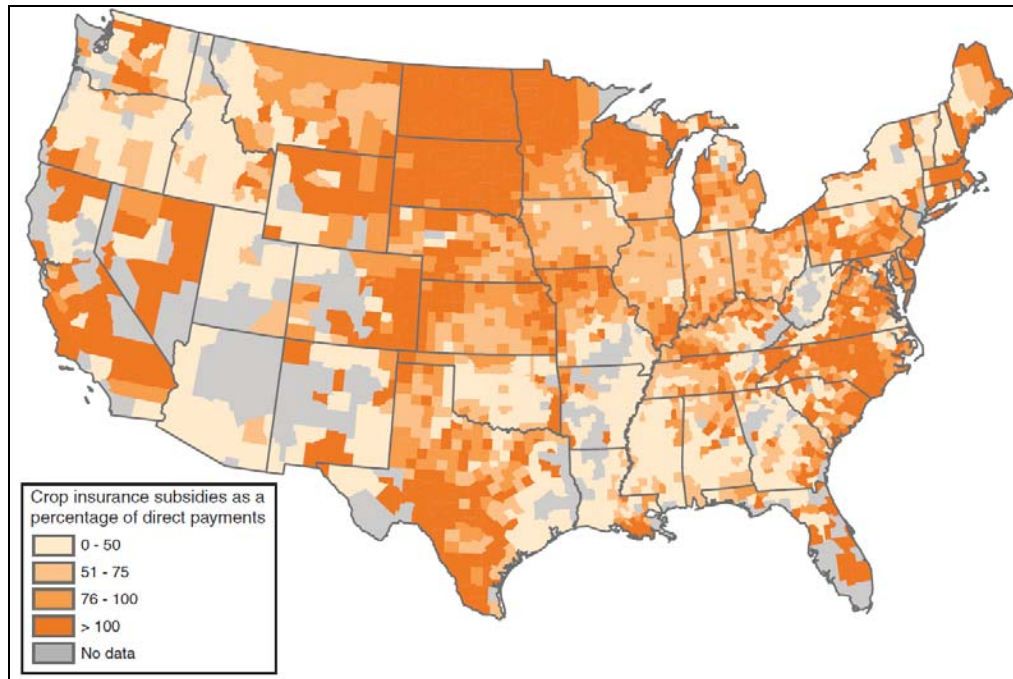 Crop insurance subsidies as a
percentage of direct payments
0 - 50
51 - 75
76 - 100
> 100
No data